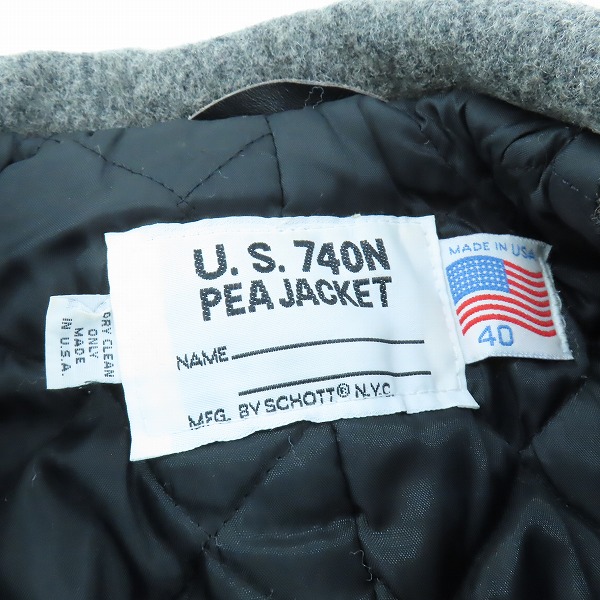 U. S. 740N
PEA JACKET
NAME
MFG. BY SCHOTT® N.Y.C.
DRY CLEAN
ONLY
MADE
IN U.S.A.
MADE IN USA
40